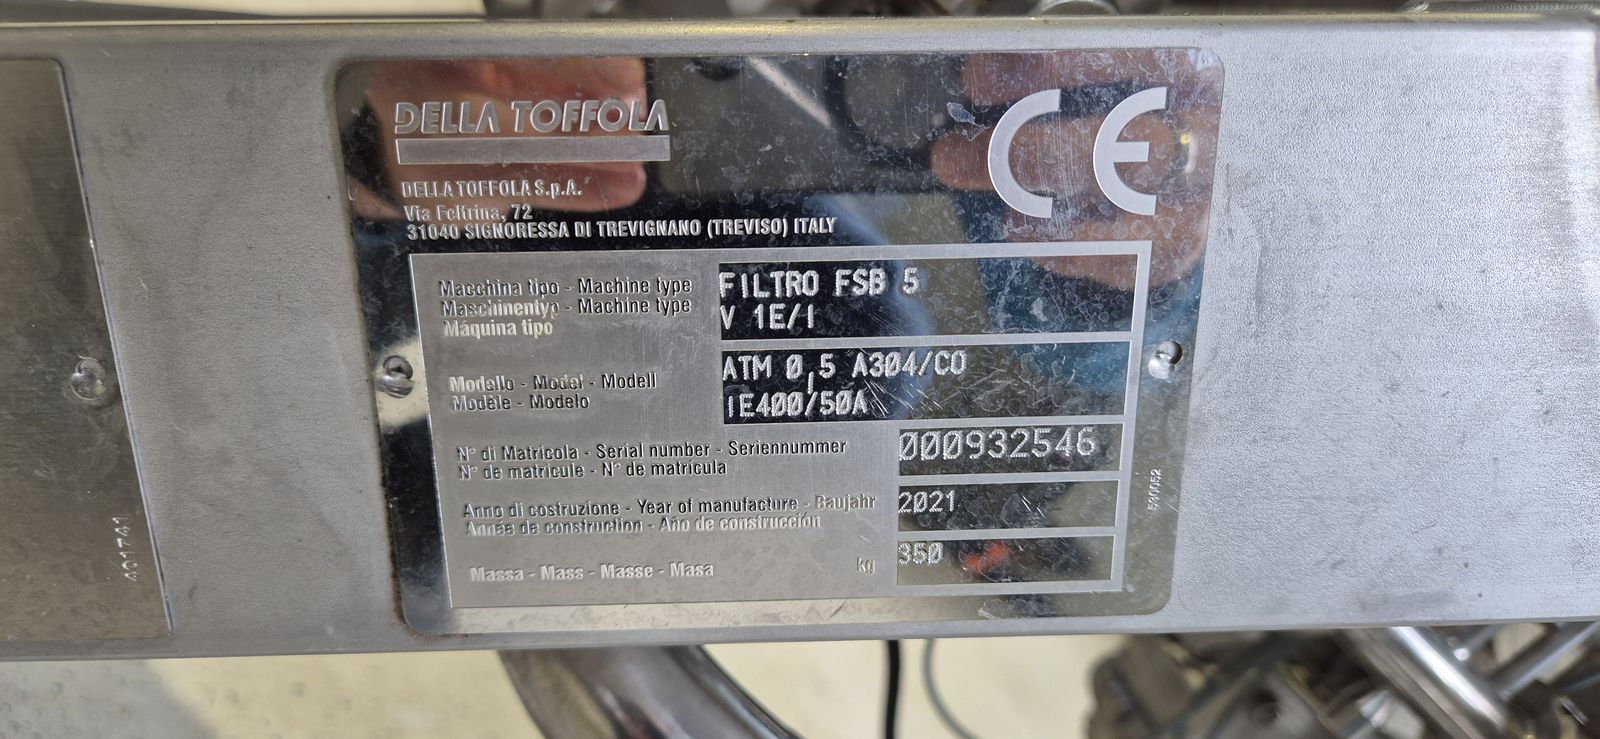 DELLA TOFFOLA
CE
DELLA TOFFOLA S.p.A.
Via Feltrina, 72
31040 SIGNORESSA DI TREVIGNANO (TREVISO) ITALY
Macchina tipo - Machine type
Maschinentyp - Machine type
Máquina tipo
FILTRO FSB 5
V 1E/I
Modello - Model - Modell
Modèle - Modelo
ATM 0,5 A304/CO
IE400/50A
N° di Matricola - Serial number - Seriennummer
N° de matricule - N° de matricula
000932546
Anno di costruzione - Year of manufacture - Baujahr
Année de construction - Año de construcción
2021
Massa - Mass - Masse - Masa
kg
350
530052
401741